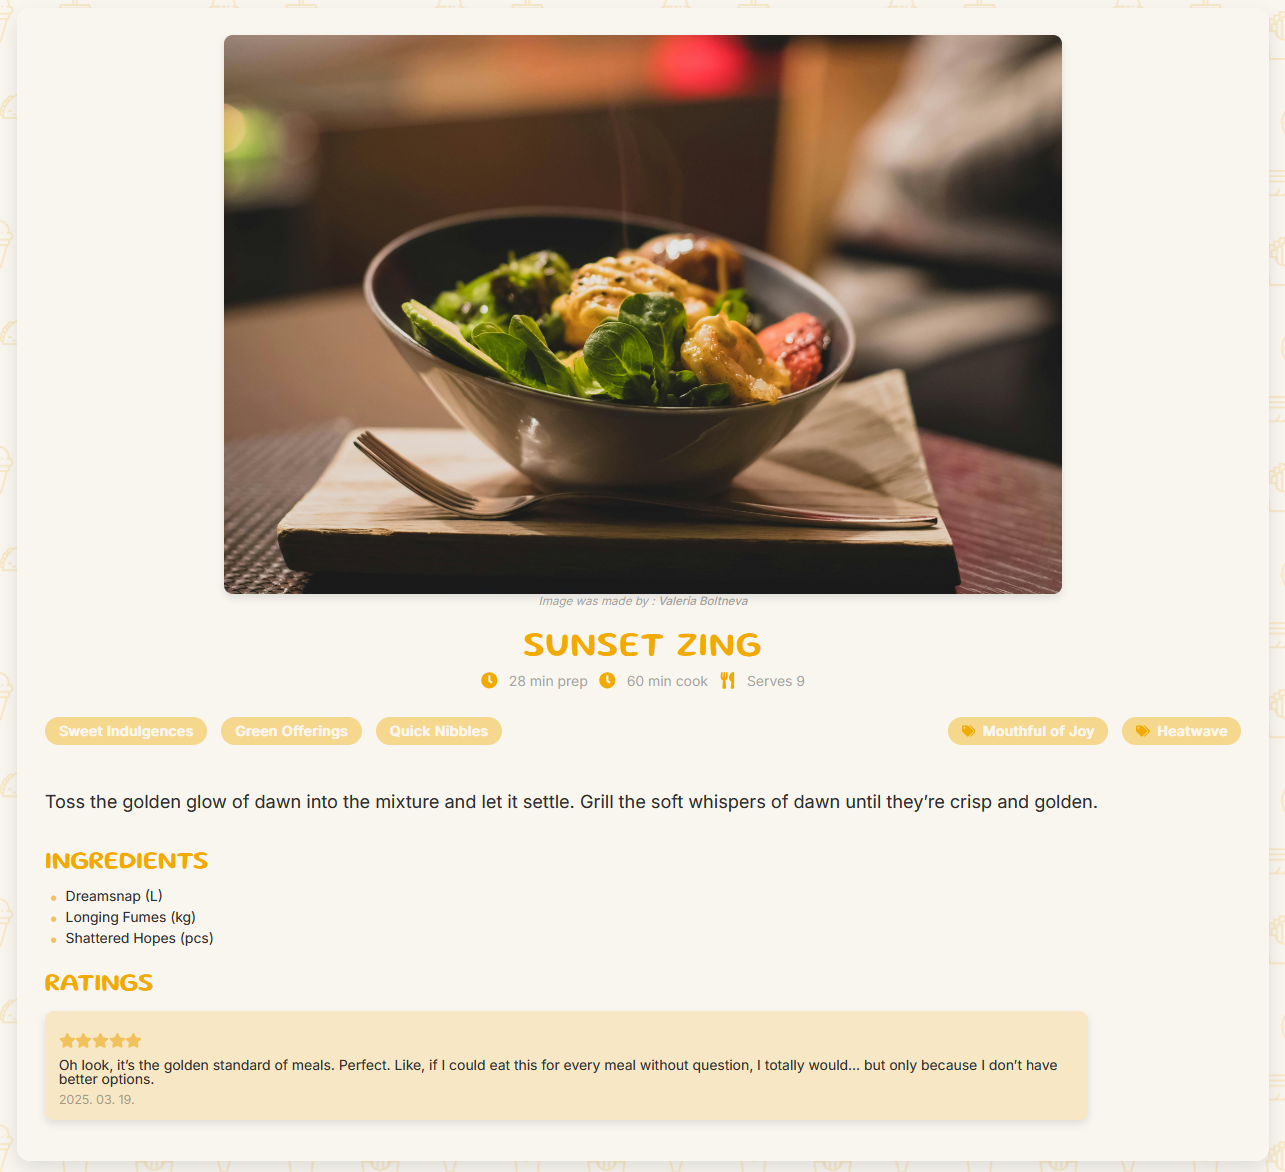 Image was made by : Valeria Boltneva
SUNSET ZING
28 min prep 60 min cook Serves 9
Sweet Indulgences Green Offerings Quick Nibbles Mouthful of Joy Heatwave
Toss the golden glow of dawn into the mixture and let it settle. Grill the soft whispers of dawn until they’re crisp and golden.
INGREDIENTS
Dreamsnap (L)
Longing Fumes (kg)
Shattered Hopes (pcs)
RATINGS
Oh look, it’s the golden standard of meals. Perfect. Like, if I could eat this for every meal without question, I totally would... but only because I don’t have
better options.
2025. 03. 19.